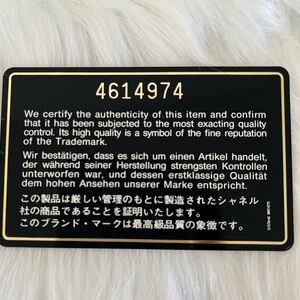 4614974
We certify the authenticity of this item and confirm
that it has been subjected to the most exacting quality
control. Its high quality is a symbol of the fine reputation
of the Trademark.
Wir bestätigen, dass es sich um einen Artikel handelt,
der während seiner Herstellung strengsten Kontrollen
unterworfen war, und dessen erstklassige Qualität
dem hohen Ansehen unserer Marke entspricht.
この製品は厳しい管理のもとに製造されたシャネル
社の商品であることを証明いたします。
このブランド・マークは最高級品質の象徴です。